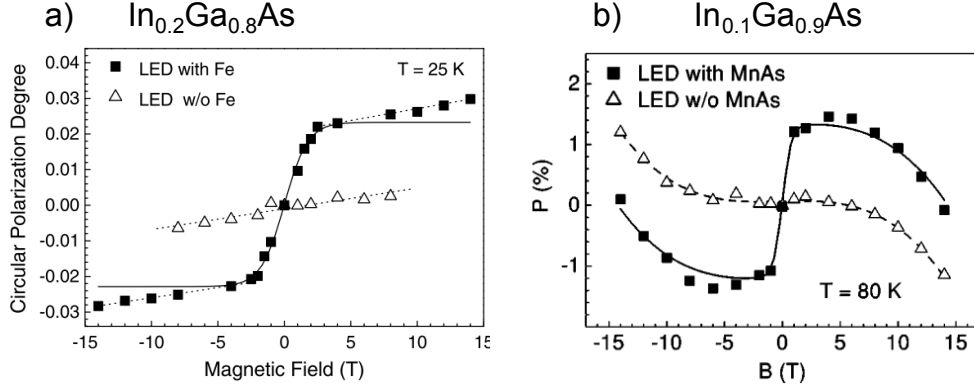 a) In₀.₂Ga₀.₈As
LED with Fe
LED w/o Fe
T = 25 K
Circular Polarization Degree
0.04
0.03
0.02
0.01
0.00
-0.01
-0.02
-0.03
-15 -10 -5 0 5 10 15
Magnetic Field (T)
b) In₀.₁Ga₀.₉As
LED with MnAs
LED w/o MnAs
P (%)
2
1
0
-1
T = 80 K
-15 -10 -5 0 5 10 15
B (T)